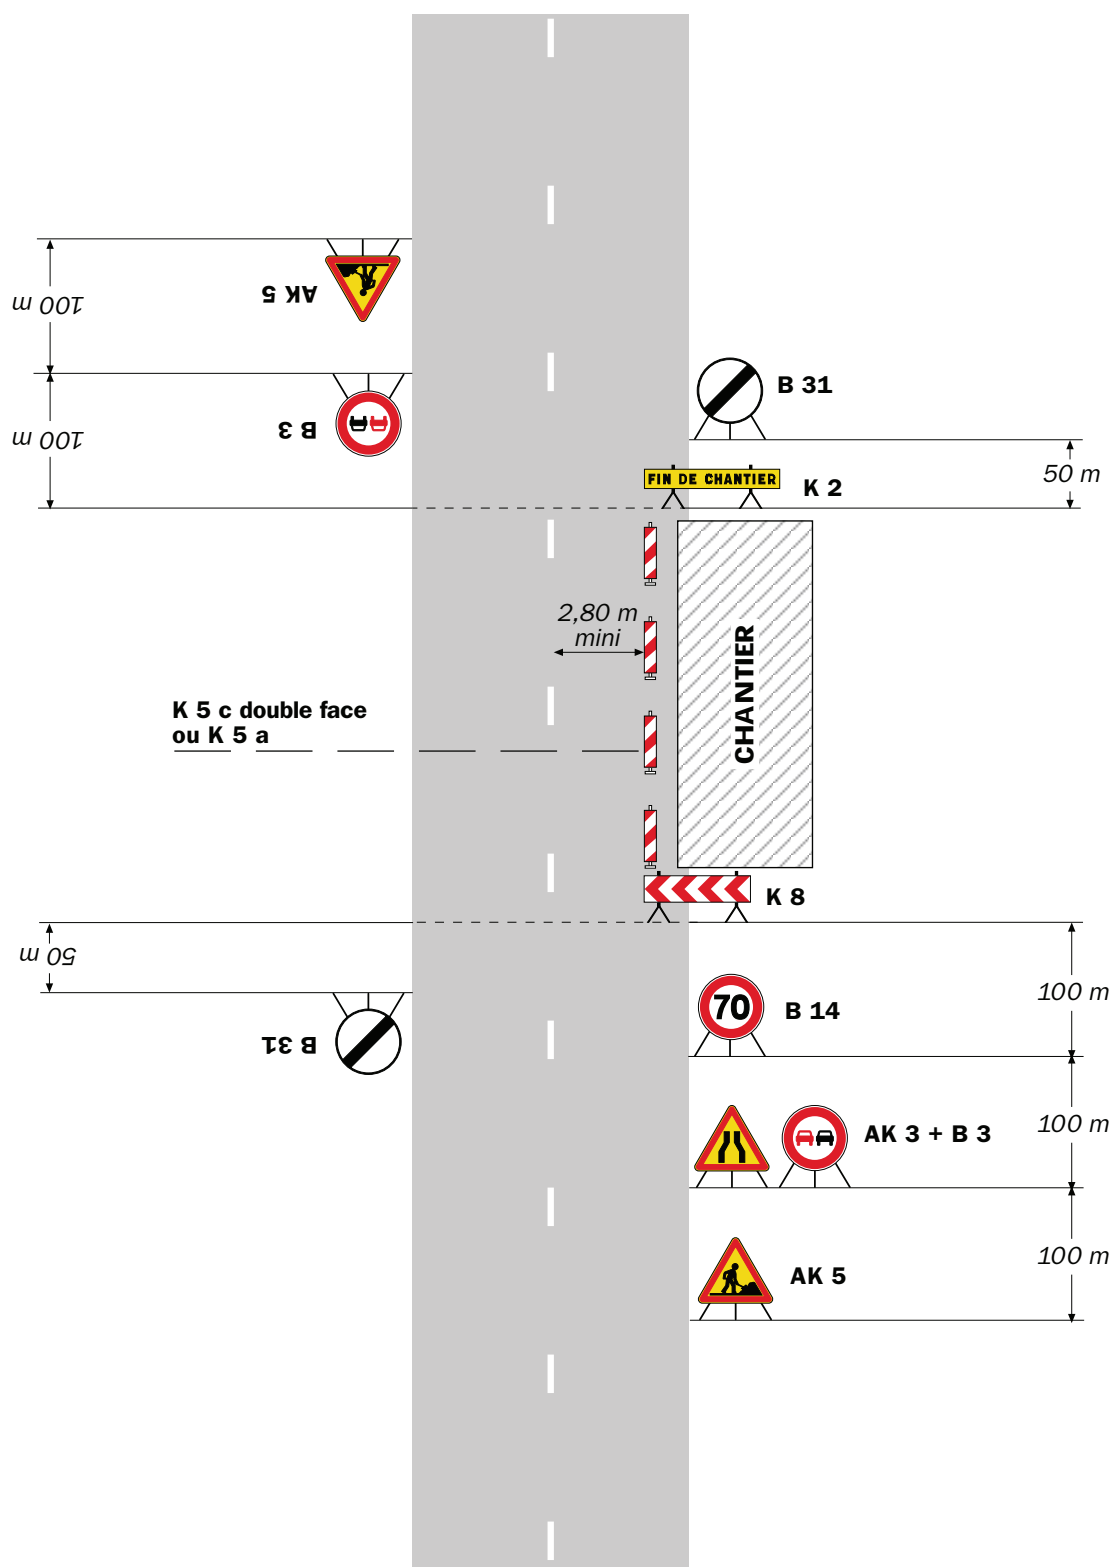 100 m
AK 5
100 m
B 3
B 31
50 m
FIN DE CHANTIER
K 2
2,80 m
mini
CHANTIER
K 5 c double face
ou K 5 a
K 8
50 m
B 31
70
B 14
100 m
AK 3 + B 3
100 m
AK 5
100 m